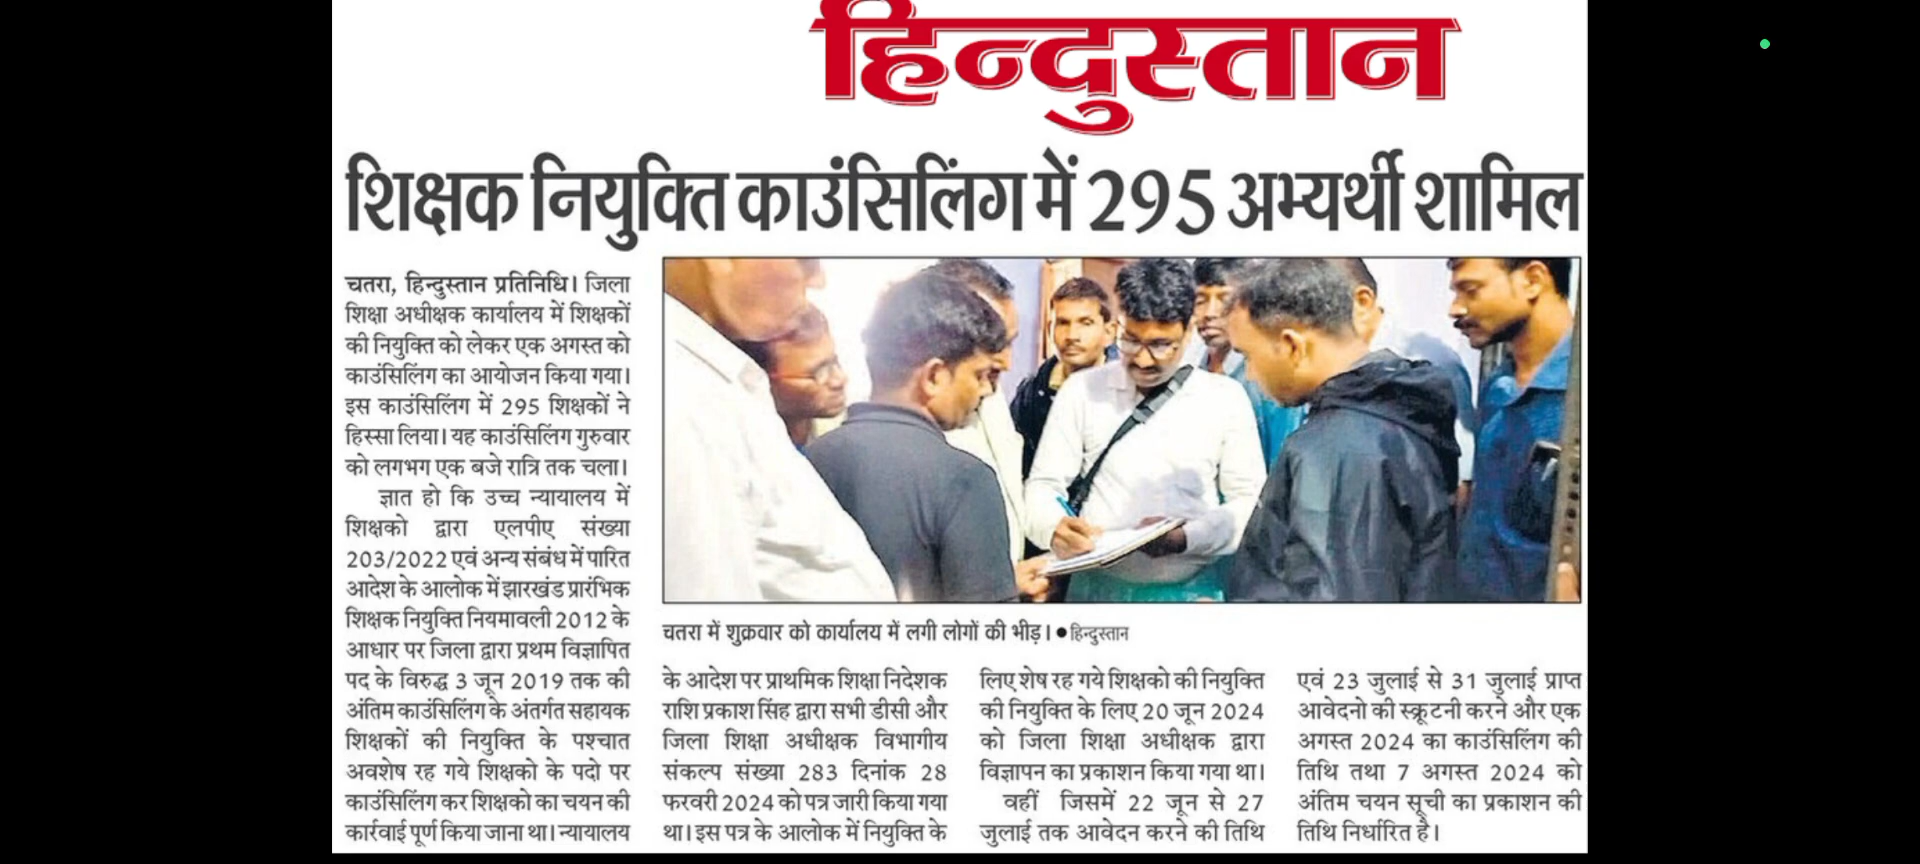 हिन्दुस्तान
शिक्षक नियुक्ति काउंसिलिंग में 295 अभ्यर्थी शामिल
चतरा, हिन्दुस्तान प्रतिनिधि। जिला
शिक्षा अधीक्षक कार्यालय में शिक्षकों
की नियुक्ति को लेकर एक अगस्त को
काउंसिलिंग का आयोजन किया गया।
इस काउंसिलिंग में 295 शिक्षकों ने
हिस्सा लिया। यह काउंसिलिंग गुरुवार
को लगभग एक बजे रात्रि तक चला।
ज्ञात हो कि उच्च न्यायालय में
शिक्षको द्वारा एलपीए संख्या
203/2022 एवं अन्य संबंध में पारित
आदेश के आलोक में झारखंड प्रारंभिक
शिक्षक नियुक्ति नियमावली 2012 के
आधार पर जिला द्वारा प्रथम विज्ञापित
पद के विरुद्ध 3 जून 2019 तक की
अंतिम काउंसिलिंग के अंतर्गत सहायक
शिक्षकों की नियुक्ति के पश्चात
अवशेष रह गये शिक्षको के पदो पर
काउंसिलिंग कर शिक्षको का चयन की
कार्रवाई पूर्ण किया जाना था। न्यायालय
चतरा में शुक्रवार को कार्यालय में लगी लोगों की भीड़। ● हिन्दुस्तान
के आदेश पर प्राथमिक शिक्षा निदेशक
राशि प्रकाश सिंह द्वारा सभी डीसी और
जिला शिक्षा अधीक्षक विभागीय
संकल्प संख्या 283 दिनांक 28
फरवरी 2024 को पत्र जारी किया गया
था। इस पत्र के आलोक में नियुक्ति के
लिए शेष रह गये शिक्षको की नियुक्ति
की नियुक्ति के लिए 20 जून 2024
को जिला शिक्षा अधीक्षक द्वारा
विज्ञापन का प्रकाशन किया गया था।
वहीं जिसमें 22 जून से 27
जुलाई तक आवेदन करने की तिथि
एवं 23 जुलाई से 31 जुलाई प्राप्त
आवेदनो की स्क्रूटनी करने और एक
अगस्त 2024 का काउंसिलिंग की
तिथि तथा 7 अगस्त 2024 को
अंतिम चयन सूची का प्रकाशन की
तिथि निर्धारित है।